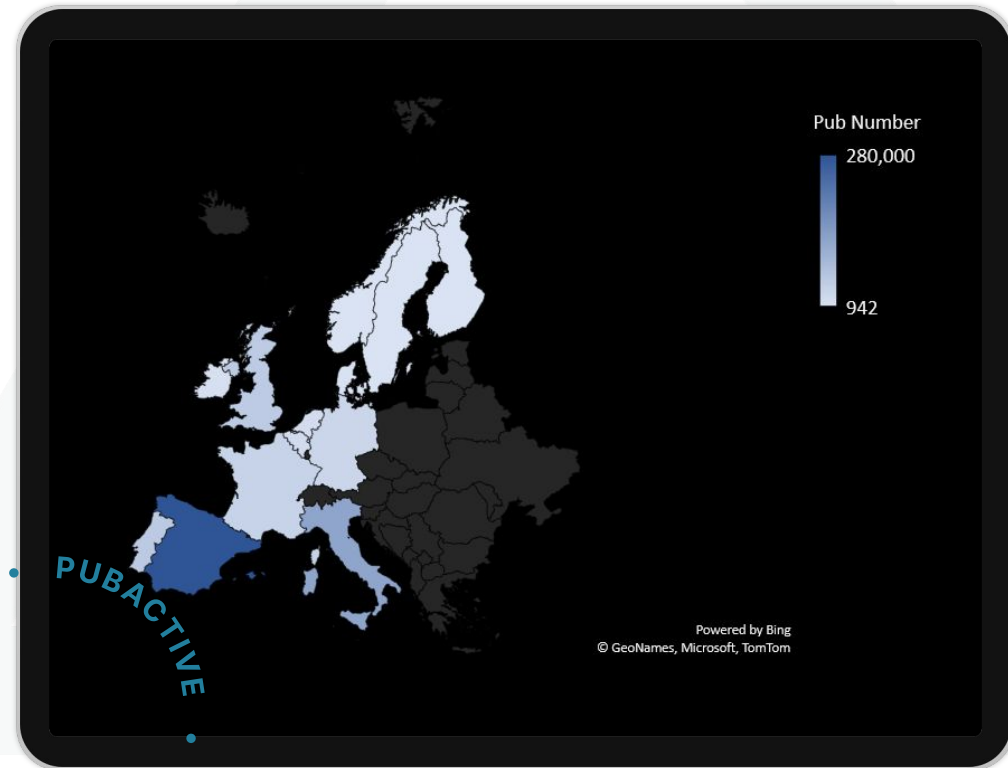 Pub Number
280,000
942
PUBACTIVE
Powered by Bing
© GeoNames, Microsoft, TomTom